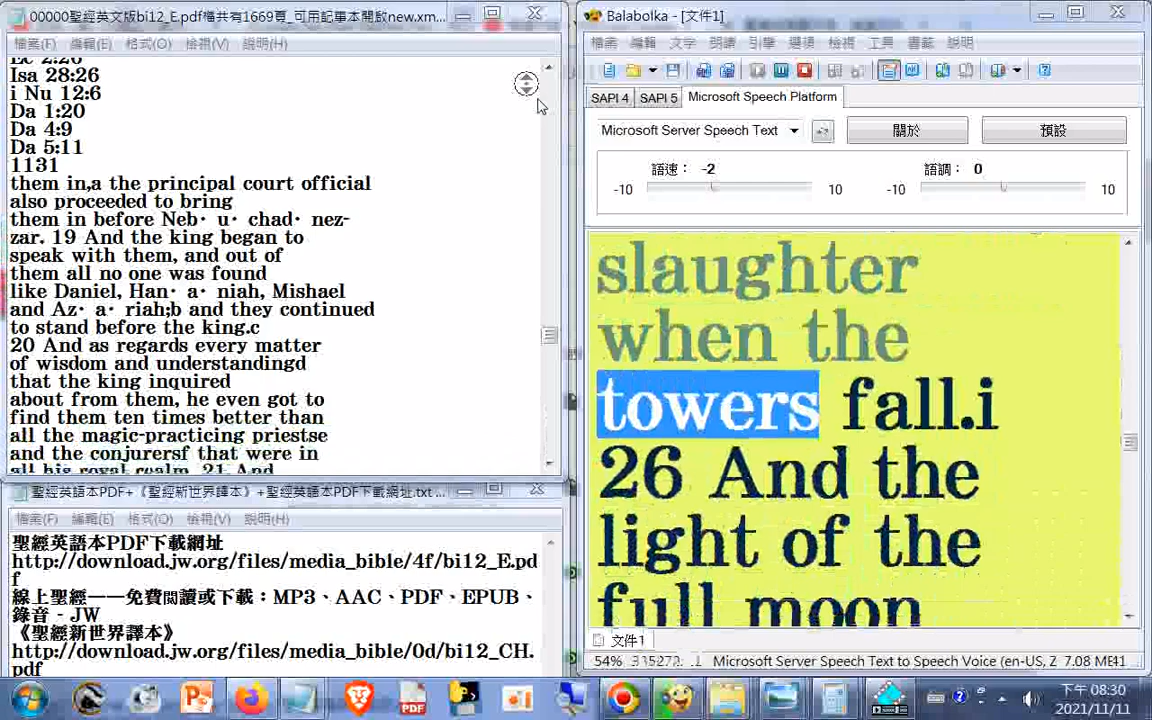 00000聖經英文版bi12_E.pdf檔共有1669頁_可用記事本開啟new.xm...
檔案(F) 編輯(E) 格式(O) 檢視(V) 說明(H)
Ec 2:26
Isa 28:26
i Nu 12:6
Da 1:20
Da 4:9
Da 5:11
1131
them in,a the principal court official
also proceeded to bring
them in before Neb· u· chad· nez-
zar. 19 And the king began to
speak with them, and out of
them all no one was found
like Daniel, Han· a· niah, Mishael
and Az· a· riah;b and they continued
to stand before the king.c
20 And as regards every matter
of wisdom and understandingd
that the king inquired
about from them, he even got to
find them ten times better than
all the magic-practicing priestse
and the conjurersf that were in
all his royal realm. 21 And
聖經英語本PDF+《聖經新世界譯本》+聖經英語本PDF下載網址.txt ...
檔案(F) 編輯(E) 格式(O) 檢視(V) 說明(H)
聖經英語本PDF下載網址
http://download.jw.org/files/media_bible/4f/bi12_E.pd
f
線上聖經——免費閱讀或下載：MP3、AAC、PDF、EPUB、
錄音 - JW
《聖經新世界譯本》
http://download.jw.org/files/media_bible/0d/bi12_CH.
pdf
Balabolka - [文件1]
檔案 編輯 文字 朗讀 引擎 選項 檢視 工具 書籤 說明
SAPI 4 SAPI 5 Microsoft Speech Platform
Microsoft Server Speech Text 關於 預設
語速： -2 語調： 0
-10 10 -10 10
slaughter
when the
towers fall.i
26 And the
light of the
full moon
文件1
54% Microsoft Server Speech Text to Speech Voice (en-US, Z 7.08 ME
下午 08:30
2021/11/11